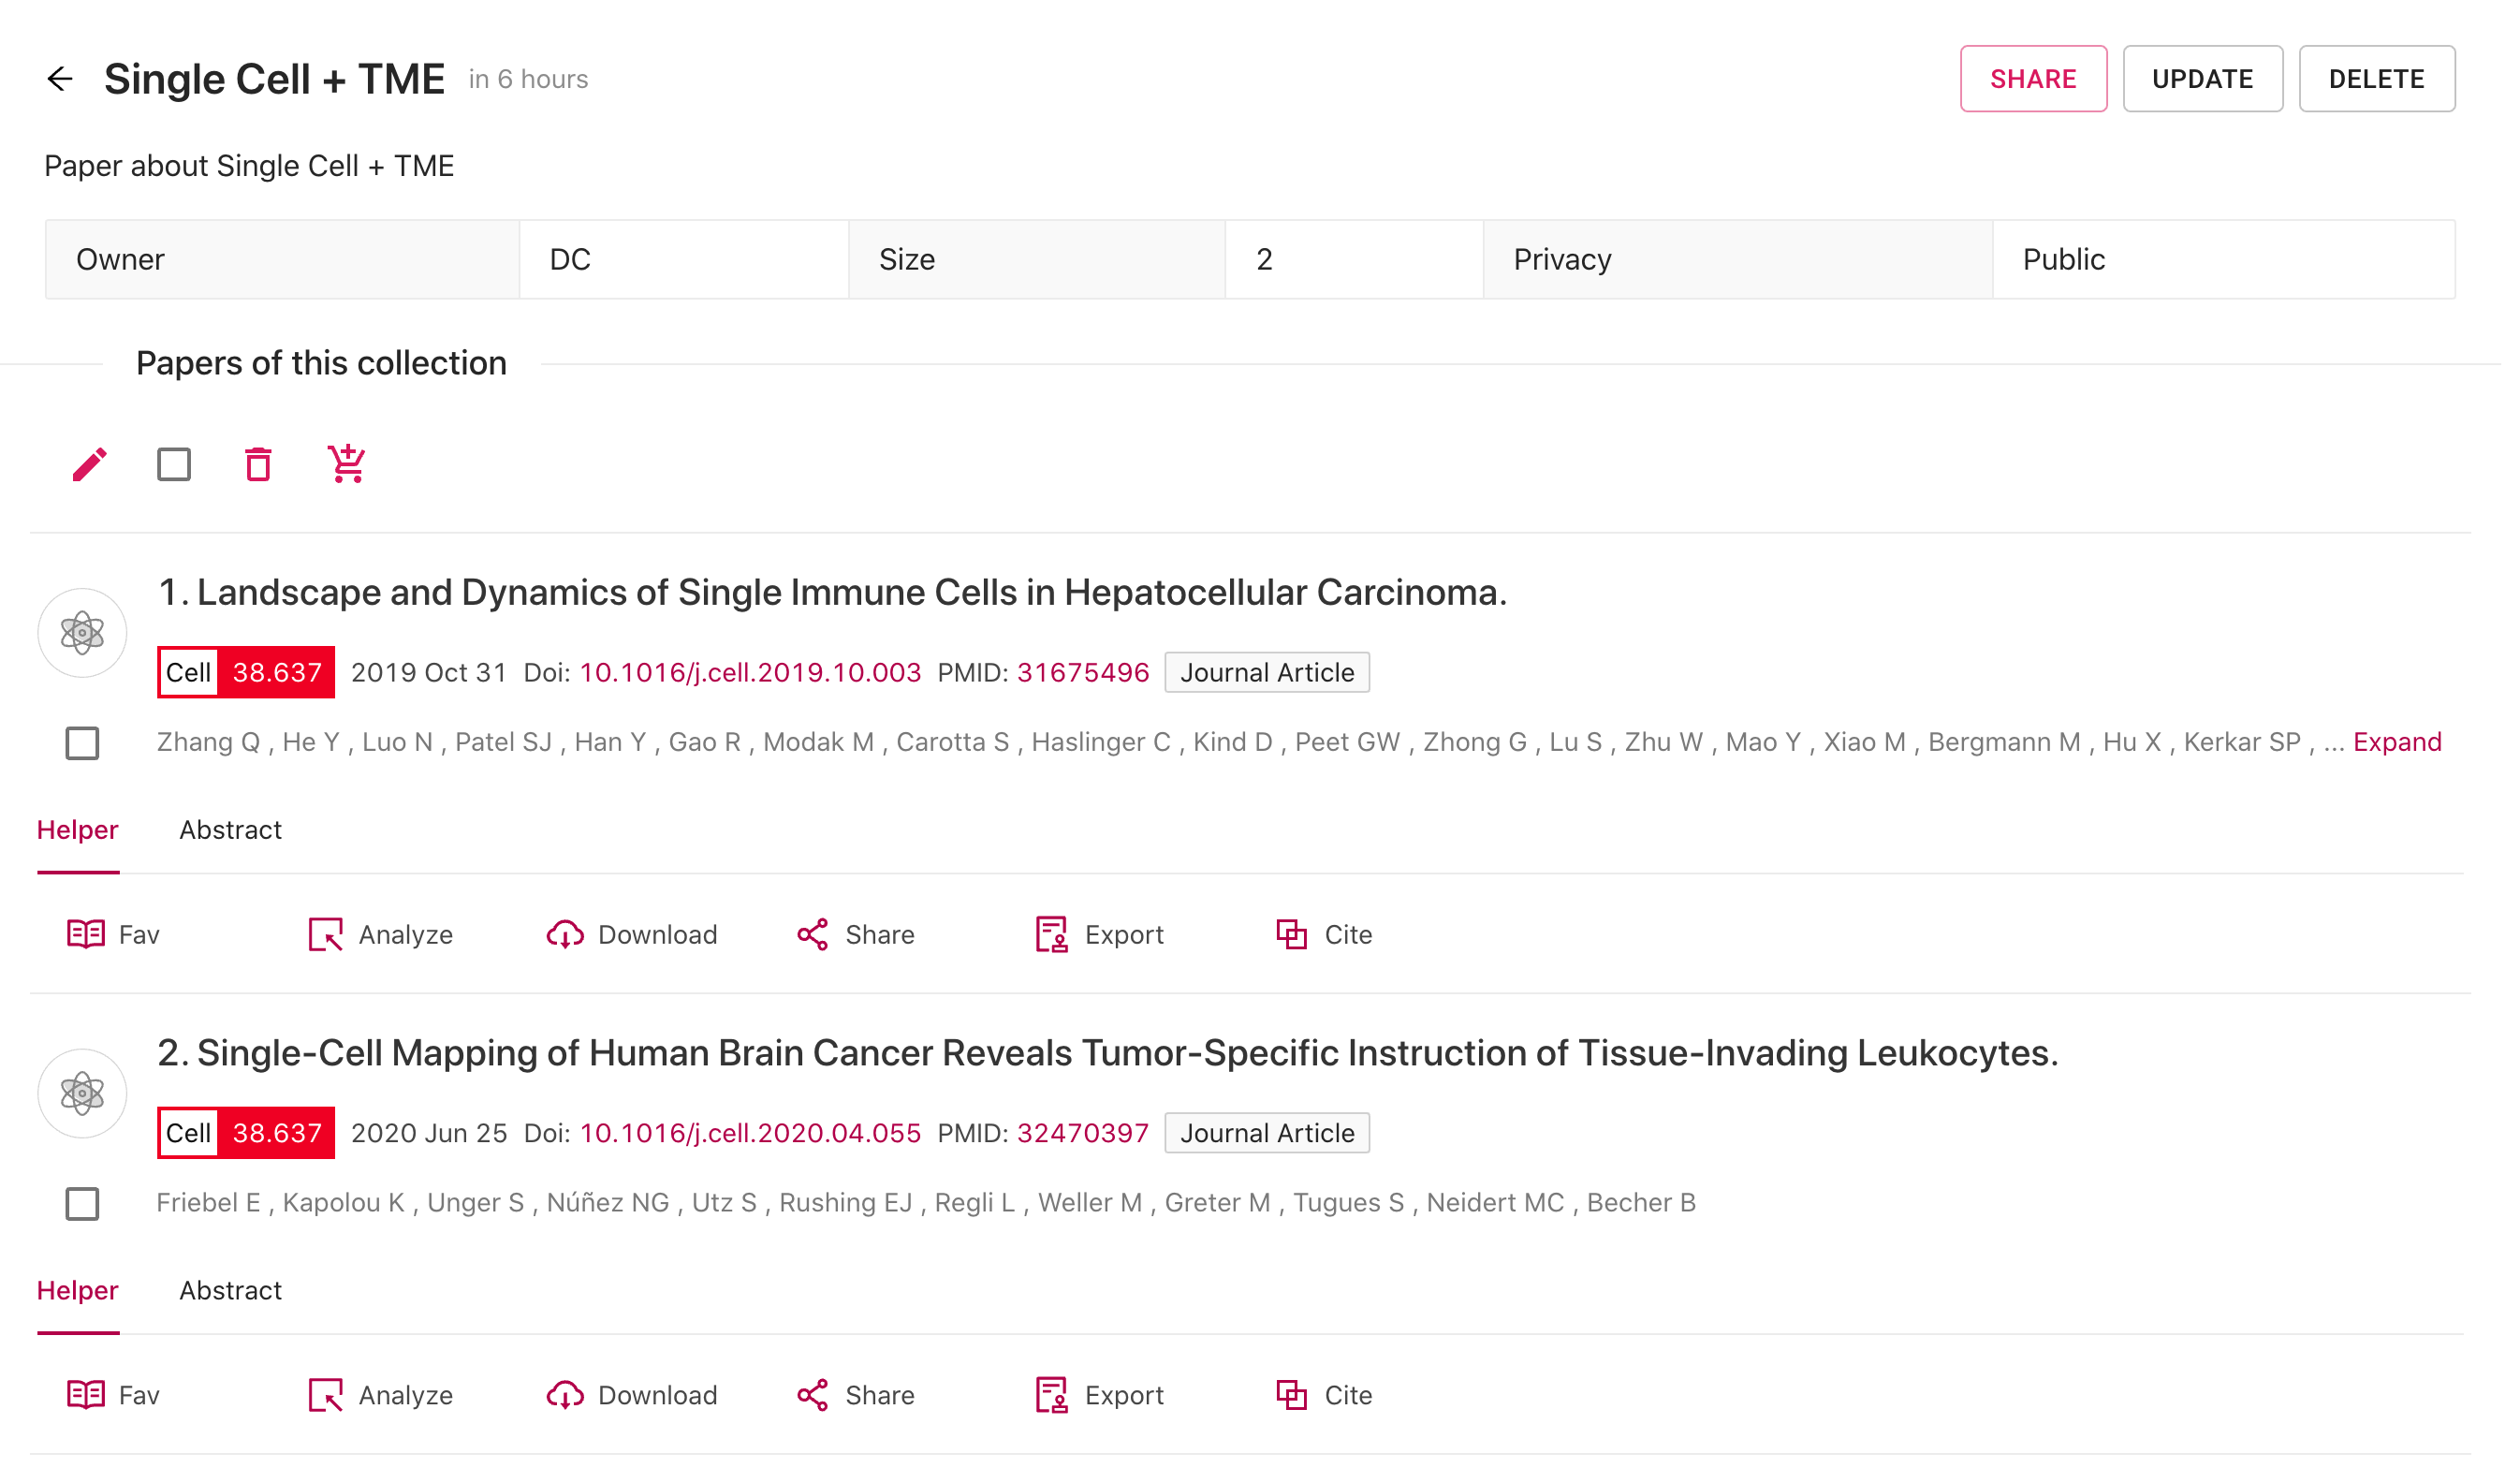 Single Cell + TME in 6 hours SHARE UPDATE DELETE
Paper about Single Cell + TME
Owner DC Size 2 Privacy Public
Papers of this collection
1. Landscape and Dynamics of Single Immune Cells in Hepatocellular Carcinoma.
Cell 38.637 2019 Oct 31 Doi: 10.1016/j.cell.2019.10.003 PMID: 31675496 Journal Article
Zhang Q , He Y , Luo N , Patel SJ , Han Y , Gao R , Modak M , Carotta S , Haslinger C , Kind D , Peet GW , Zhong G , Lu S , Zhu W , Mao Y , Xiao M , Bergmann M , Hu X , Kerkar SP , ... Expand
Helper Abstract
Fav Analyze Download Share Export Cite
2. Single-Cell Mapping of Human Brain Cancer Reveals Tumor-Specific Instruction of Tissue-Invading Leukocytes.
Cell 38.637 2020 Jun 25 Doi: 10.1016/j.cell.2020.04.055 PMID: 32470397 Journal Article
Friebel E , Kapolou K , Unger S , Núñez NG , Utz S , Rushing EJ , Regli L , Weller M , Greter M , Tugues S , Neidert MC , Becher B
Helper Abstract
Fav Analyze Download Share Export Cite